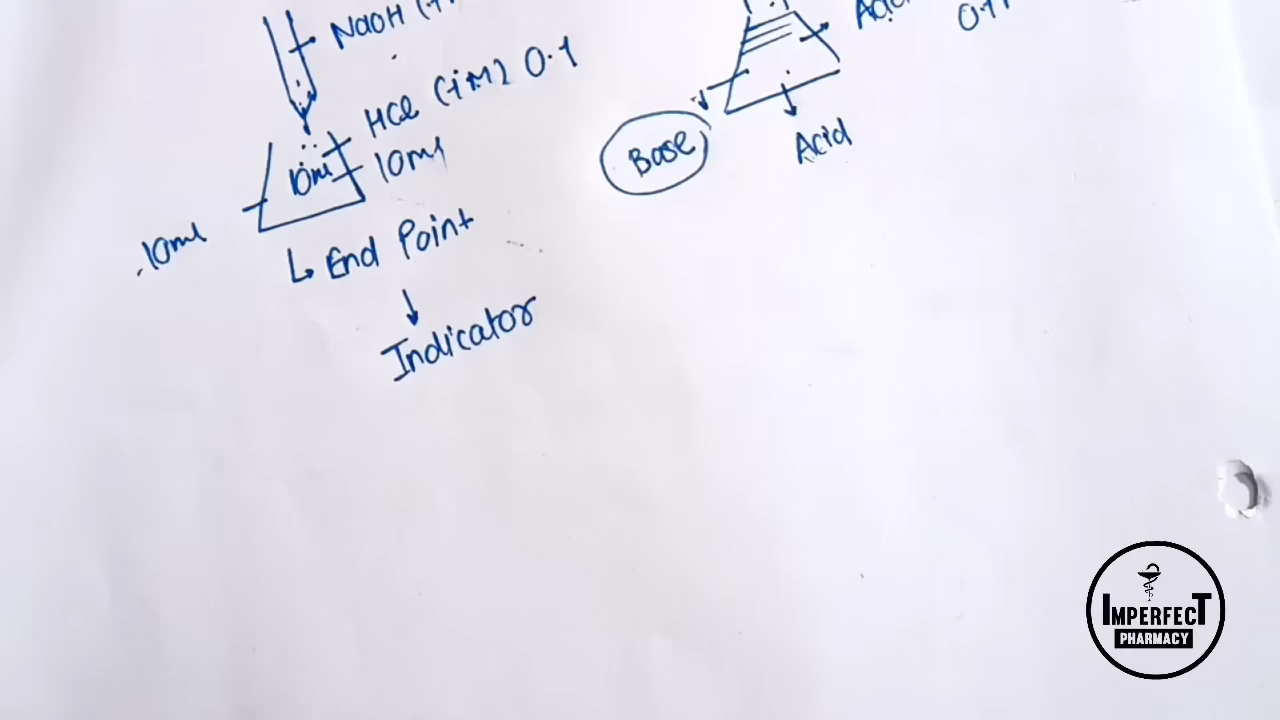 NaOH
HCl (1M) 0.1
10ml
10ml
10ml
↳ End Point
↓
Indicator
Base
Acid
IMPERFECT
PHARMACY